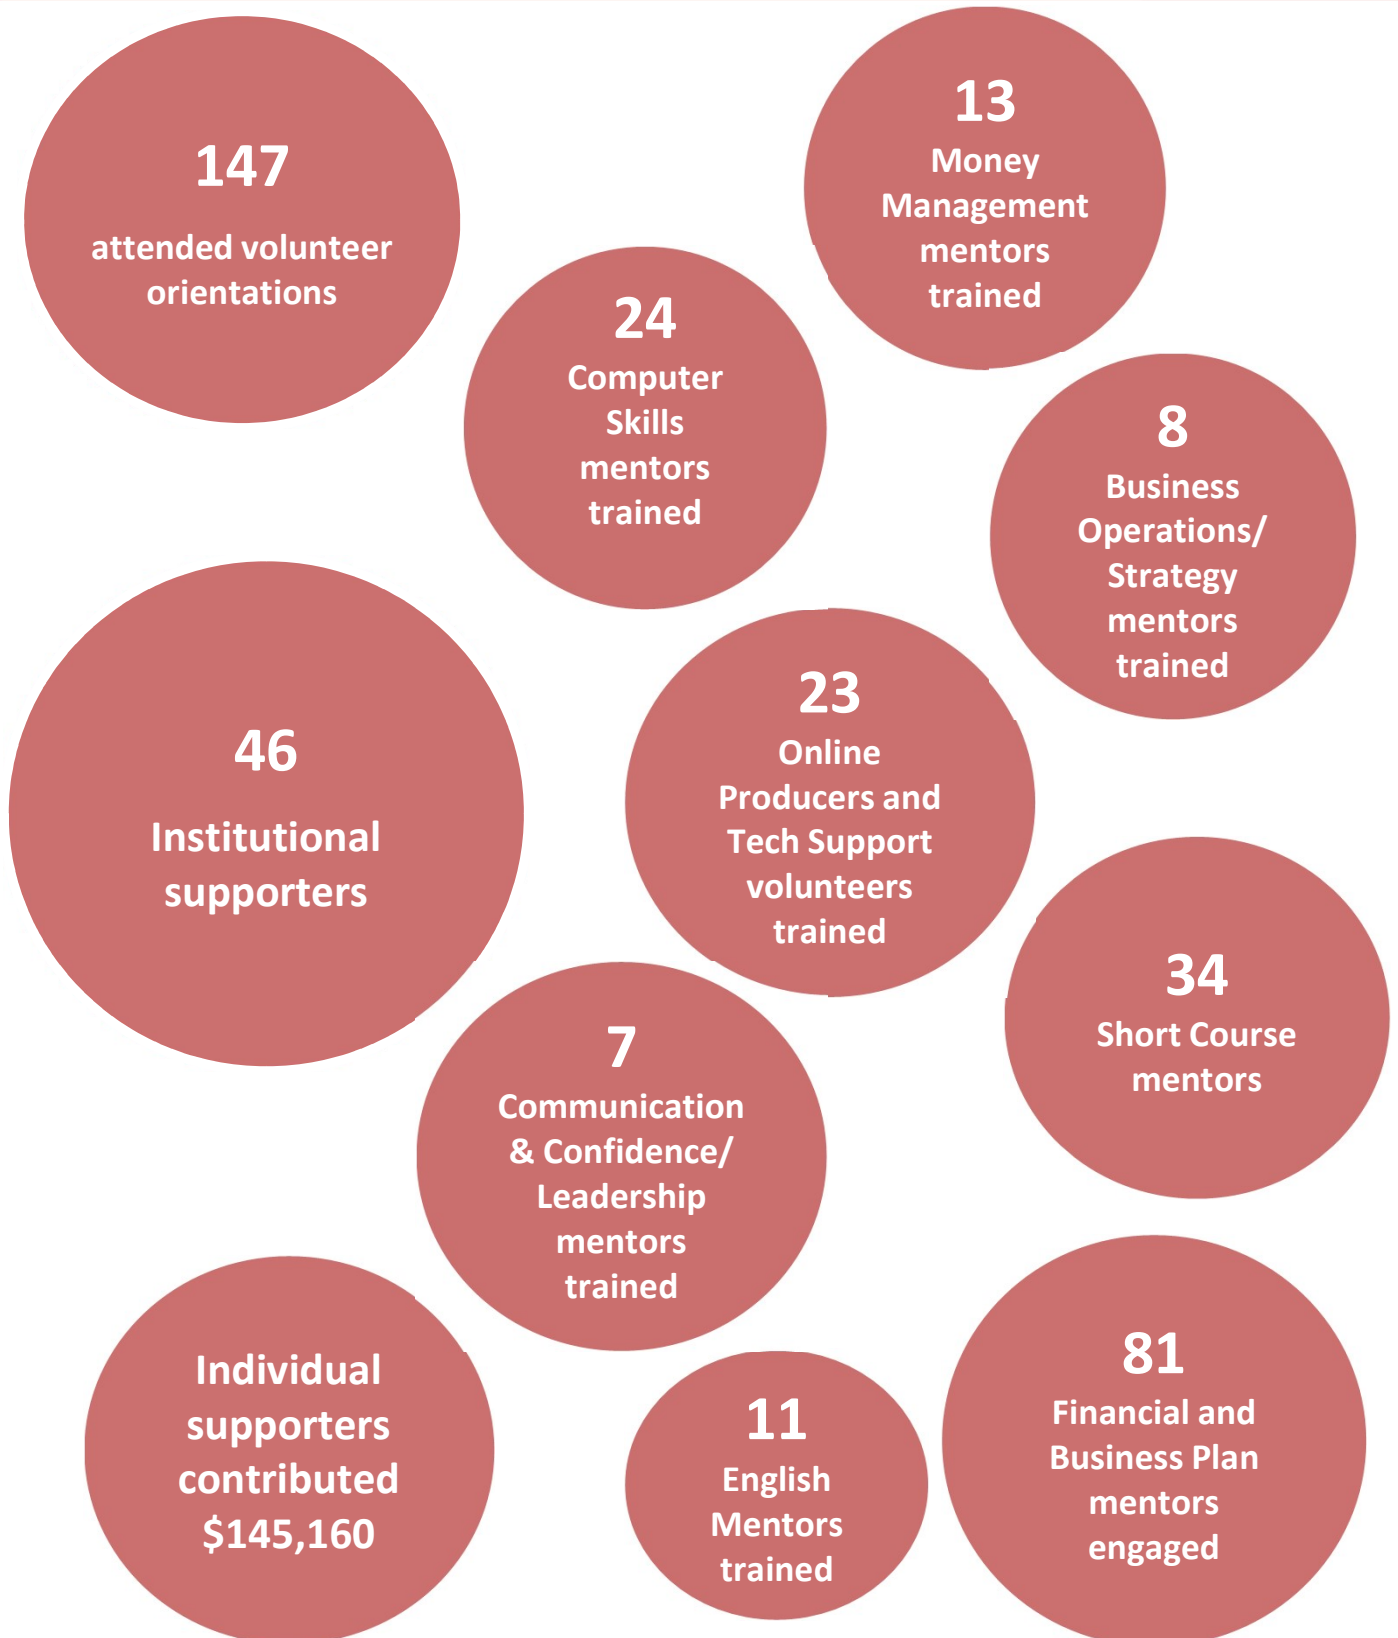 147
attended volunteer
orientations
13
Money
Management
mentors
trained
24
Computer
Skills
mentors
trained
8
Business
Operations/
Strategy
mentors
trained
46
Institutional
supporters
23
Online
Producers and
Tech Support
volunteers
trained
34
Short Course
mentors
7
Communication
& Confidence/
Leadership
mentors
trained
Individual
supporters
contributed
$145,160
11
English
Mentors
trained
81
Financial and
Business Plan
mentors
engaged